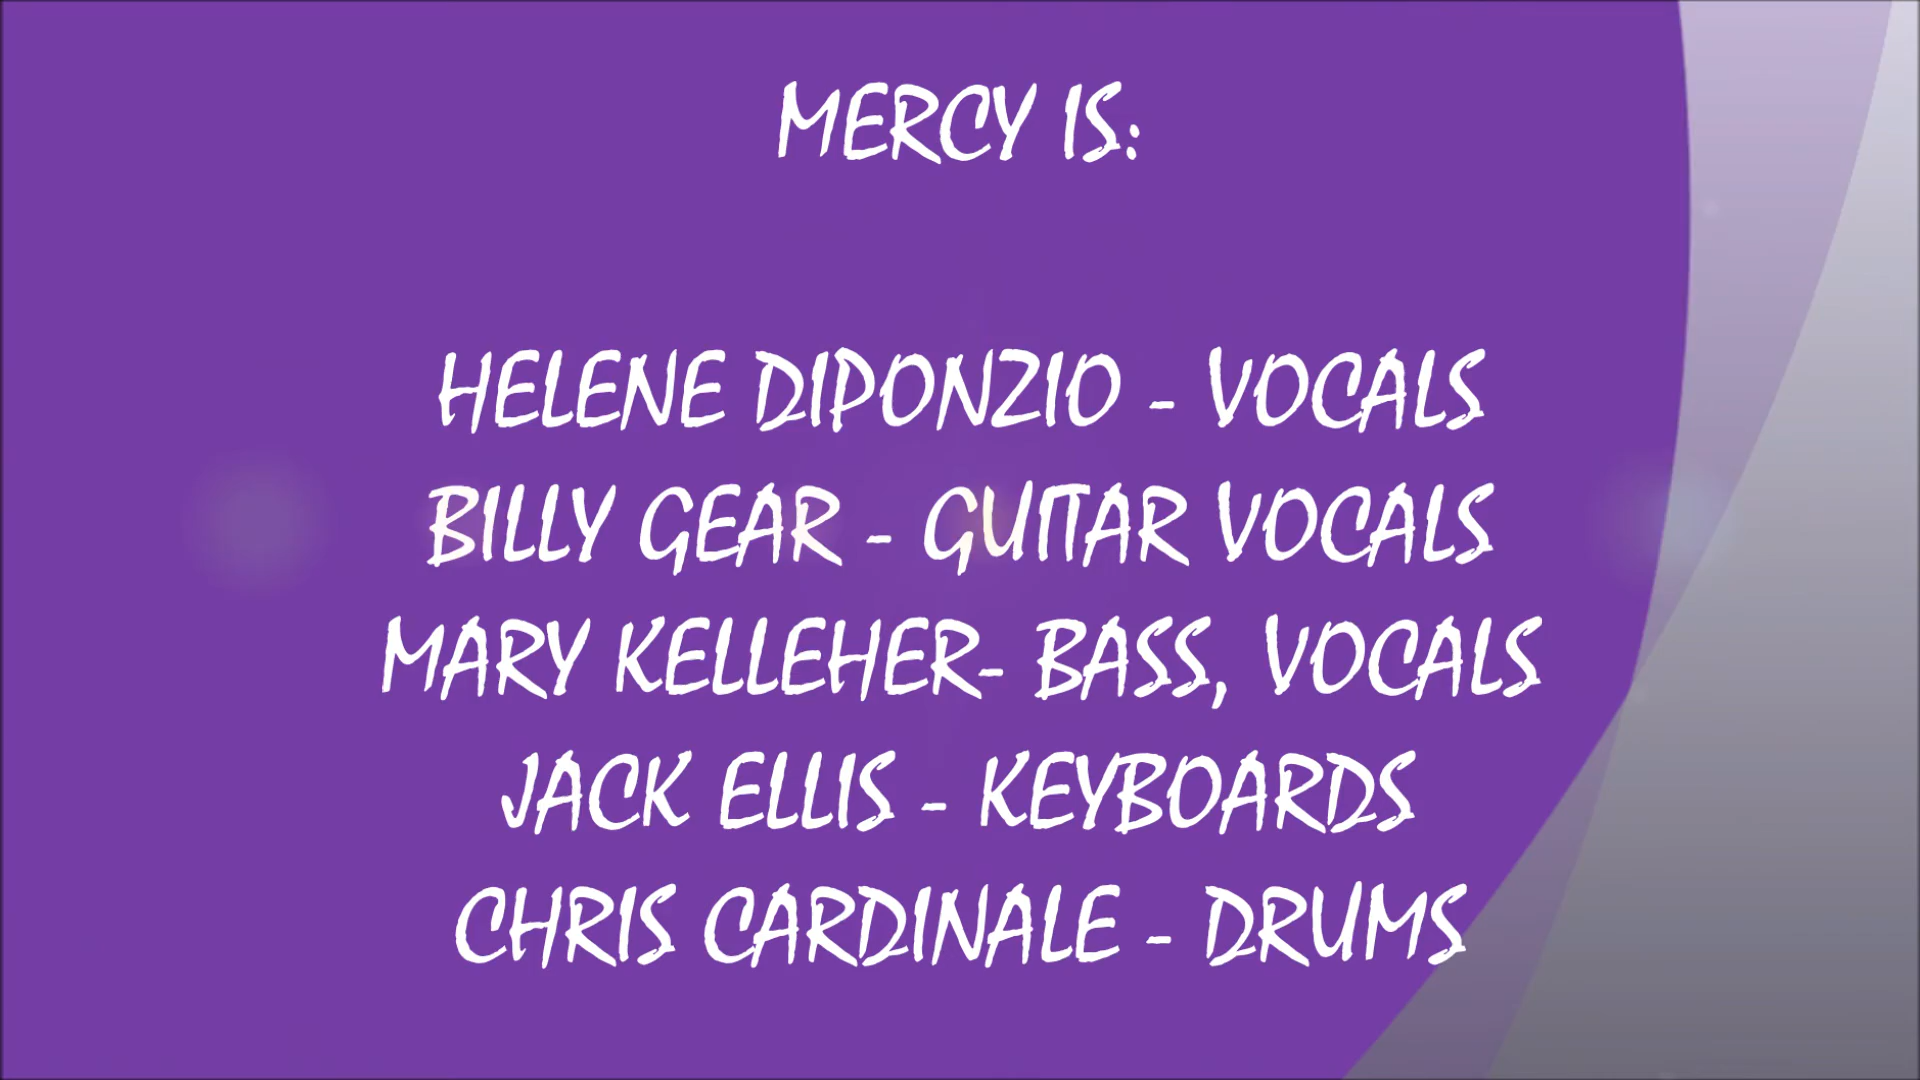 MERCY IS:
HELENE DIPONZIO - VOCALS
BILLY GEAR - GUITAR VOCALS
MARY KELLEHER- BASS, VOCALS
JACK ELLIS - KEYBOARDS
CHRIS CARDINALE - DRUMS